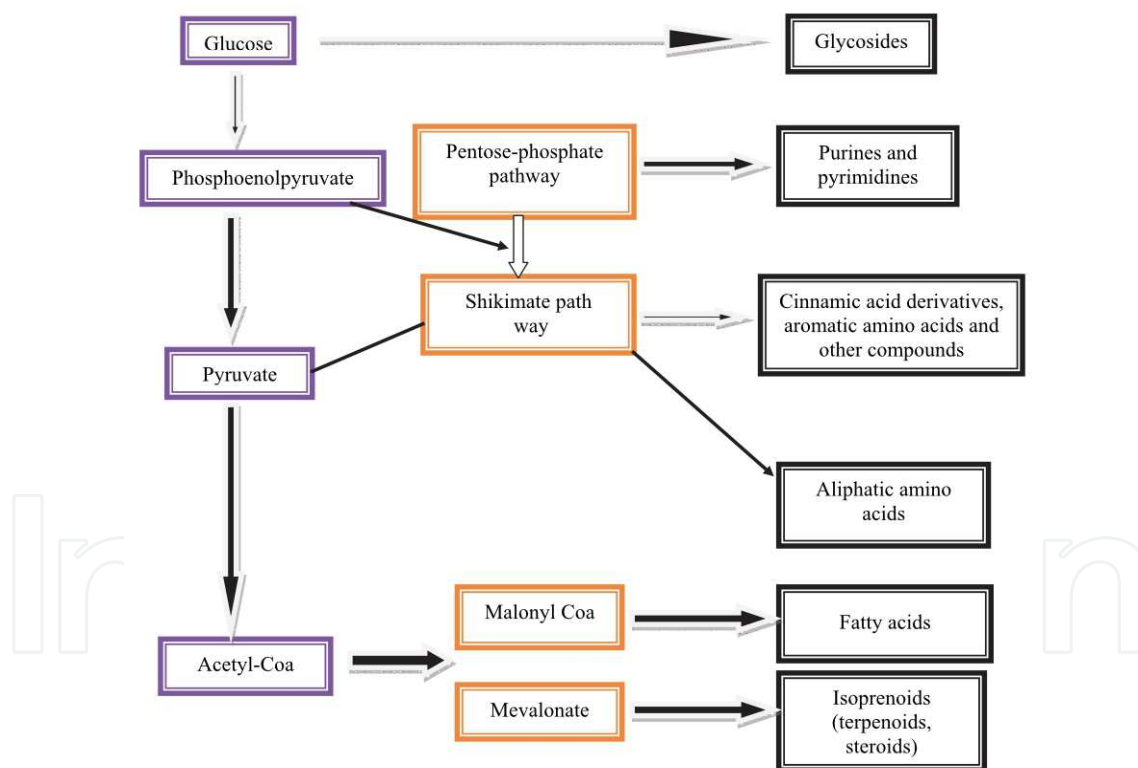 Glucose
Glycosides
Phosphoenolpyruvate
Pentose-phosphate
pathway
Purines and
pyrimidines
Shikimate path
way
Cinnamic acid derivatives,
aromatic amino acids and
other compounds
Pyruvate
Aliphatic amino
acids
Acetyl-Coa
Malonyl Coa
Fatty acids
Mevalonate
Isoprenoids
(terpenoids,
steroids)